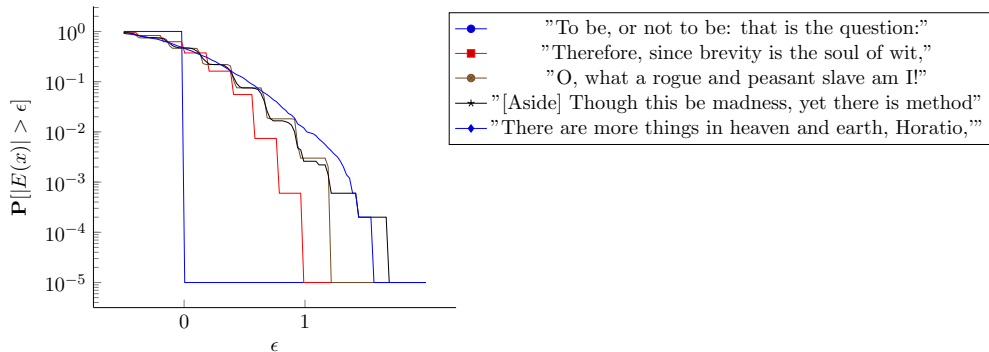 10^0
10^−1
10^−2
10^−3
10^−4
10^−5
P[|E(x)| > ϵ]
0 1
ϵ
”To be, or not to be: that is the question:”
”Therefore, since brevity is the soul of wit,”
”O, what a rogue and peasant slave am I!”
”[Aside] Though this be madness, yet there is method”
”There are more things in heaven and earth, Horatio,’”